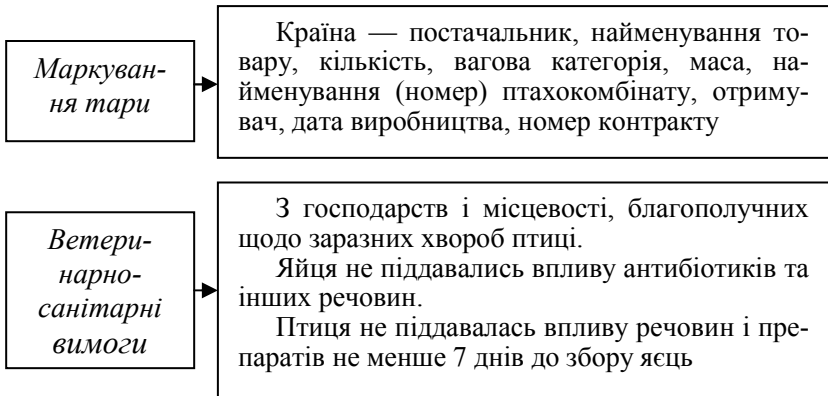 Маркуван-
ня тари
Країна — постачальник, найменування то-
вару, кількість, вагова категорія, маса, на-
йменування (номер) птахокомбінату, отриму-
вач, дата виробництва, номер контракту
Ветери-
нарно-
санітарні
вимоги
З господарств і місцевості, благополучних
щодо заразних хвороб птиці.
Яйця не піддавались впливу антибіотиків та
інших речовин.
Птиця не піддавалась впливу речовин і пре-
паратів не менше 7 днів до збору яєць